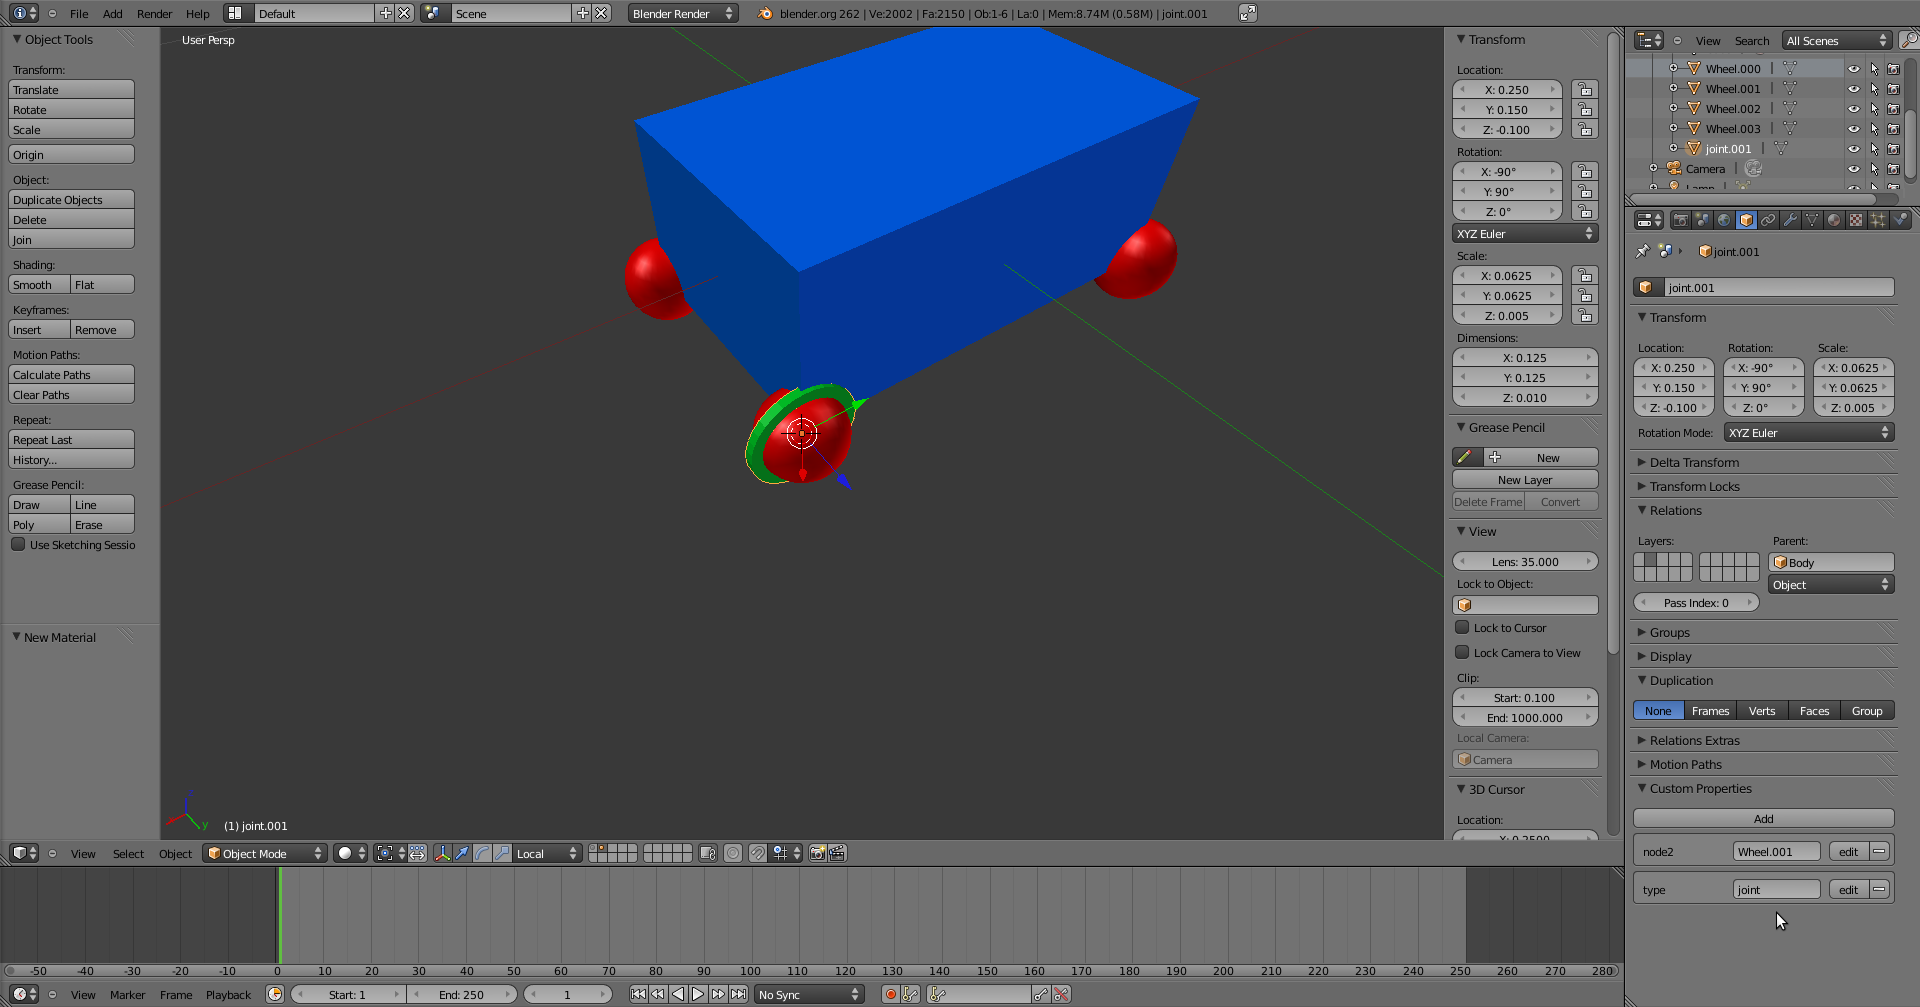 File Add Render Help Default Scene Blender Render blender.org 262 | Ve:2002 | Fa:2150 | Ob:1-6 | La:0 | Mem:8.74M (0.58M) | joint.001
Object Tools
Transform:
Translate
Rotate
Scale
Origin
Object:
Duplicate Objects
Delete
Join
Shading:
Smooth Flat
Keyframes:
Insert Remove
Motion Paths:
Calculate Paths
Clear Paths
Repeat:
Repeat Last
History...
Grease Pencil:
Draw Line
Poly Erase
Use Sketching Sessio
New Material
User Persp
y
(1) joint.001
View Select Object Object Mode Local
Transform
Location:
X: 0.250
Y: 0.150
Z: -0.100
Rotation:
X: -90°
Y: 90°
Z: 0°
XYZ Euler
Scale:
X: 0.0625
Y: 0.0625
Z: 0.005
Dimensions:
X: 0.125
Y: 0.125
Z: 0.010
Grease Pencil
New
New Layer
Delete Frame Convert
View
Lens: 35.000
Lock to Object:
Lock to Cursor
Lock Camera to View
Clip:
Start: 0.100
End: 1000.000
Local Camera:
Camera
3D Cursor
Location:
X: 0.2500
View Search All Scenes
Wheel.000
Wheel.001
Wheel.002
Wheel.003
joint.001
Camera
Lamp
joint.001
joint.001
Transform
Location: Rotation: Scale:
X: 0.250 X: -90° X: 0.0625
Y: 0.150 Y: 90° Y: 0.0625
Z: -0.100 Z: 0° Z: 0.005
Rotation Mode: XYZ Euler
Delta Transform
Transform Locks
Relations
Layers: Parent:
Body
Object
Pass Index: 0
Groups
Display
Duplication
None Frames Verts Faces Group
Relations Extras
Motion Paths
Custom Properties
Add
node2 Wheel.001 edit
type joint edit
-50 -40 -30 -20 -10 0 10 20 30 40 50 60 70 80 90 100 110 120 130 140 150 160 170 180 190 200 210 220 230 240 250 260 270 280
View Marker Frame Playback Start: 1 End: 250 1 No Sync